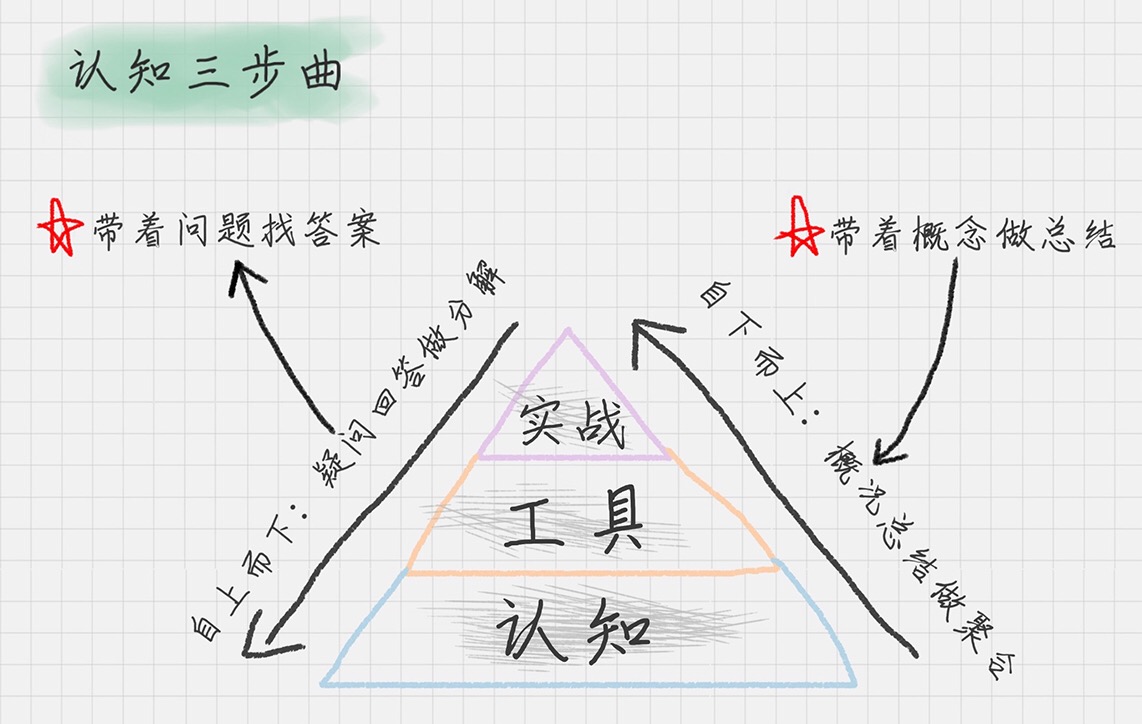 认知三步曲
带着问题找答案
带着概念做总结
自上而下：疑问回答做分解
自下而上：概况总结做聚合
实战
工具
认知